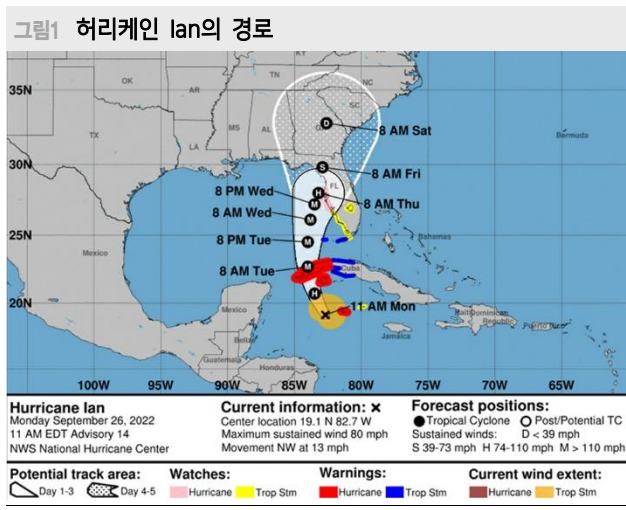 그림1 허리케인 Ian의 경로
KY
TN
NC
OK
AR
SC
MS
AL
G
TX
LA
FL
35N
30N
25N
20N
D
8 AM Sat
Bermuda
S
8 AM Fri
8 PM Wed
H
8 AM Thu
M
8 AM Wed
M
8 PM Tue
M
Bahamas
Mexico
8 AM Tue
M
Cuba
H
11 AM Mon
Mexico
Haiti
Dominican
Republic
Puerto Rico
Jamaica
Belize
Guatemala
Honduras
100W 95W 90W 85W 80W 75W 70W 65W
Hurricane Ian
Monday September 26, 2022
11 AM EDT Advisory 14
NWS National Hurricane Center
Current information: x
Center location 19.1 N 82.7 W
Maximum sustained wind 80 mph
Movement NW at 13 mph
Forecast positions:
Tropical Cyclone Post/Potential TC
Sustained winds: D < 39 mph
S 39-73 mph H 74-110 mph M > 110 mph
Potential track area:
Day 1-3 Day 4-5
Watches:
Hurricane Trop Stm
Warnings:
Hurricane Trop Stm
Current wind extent:
Hurricane Trop Stm